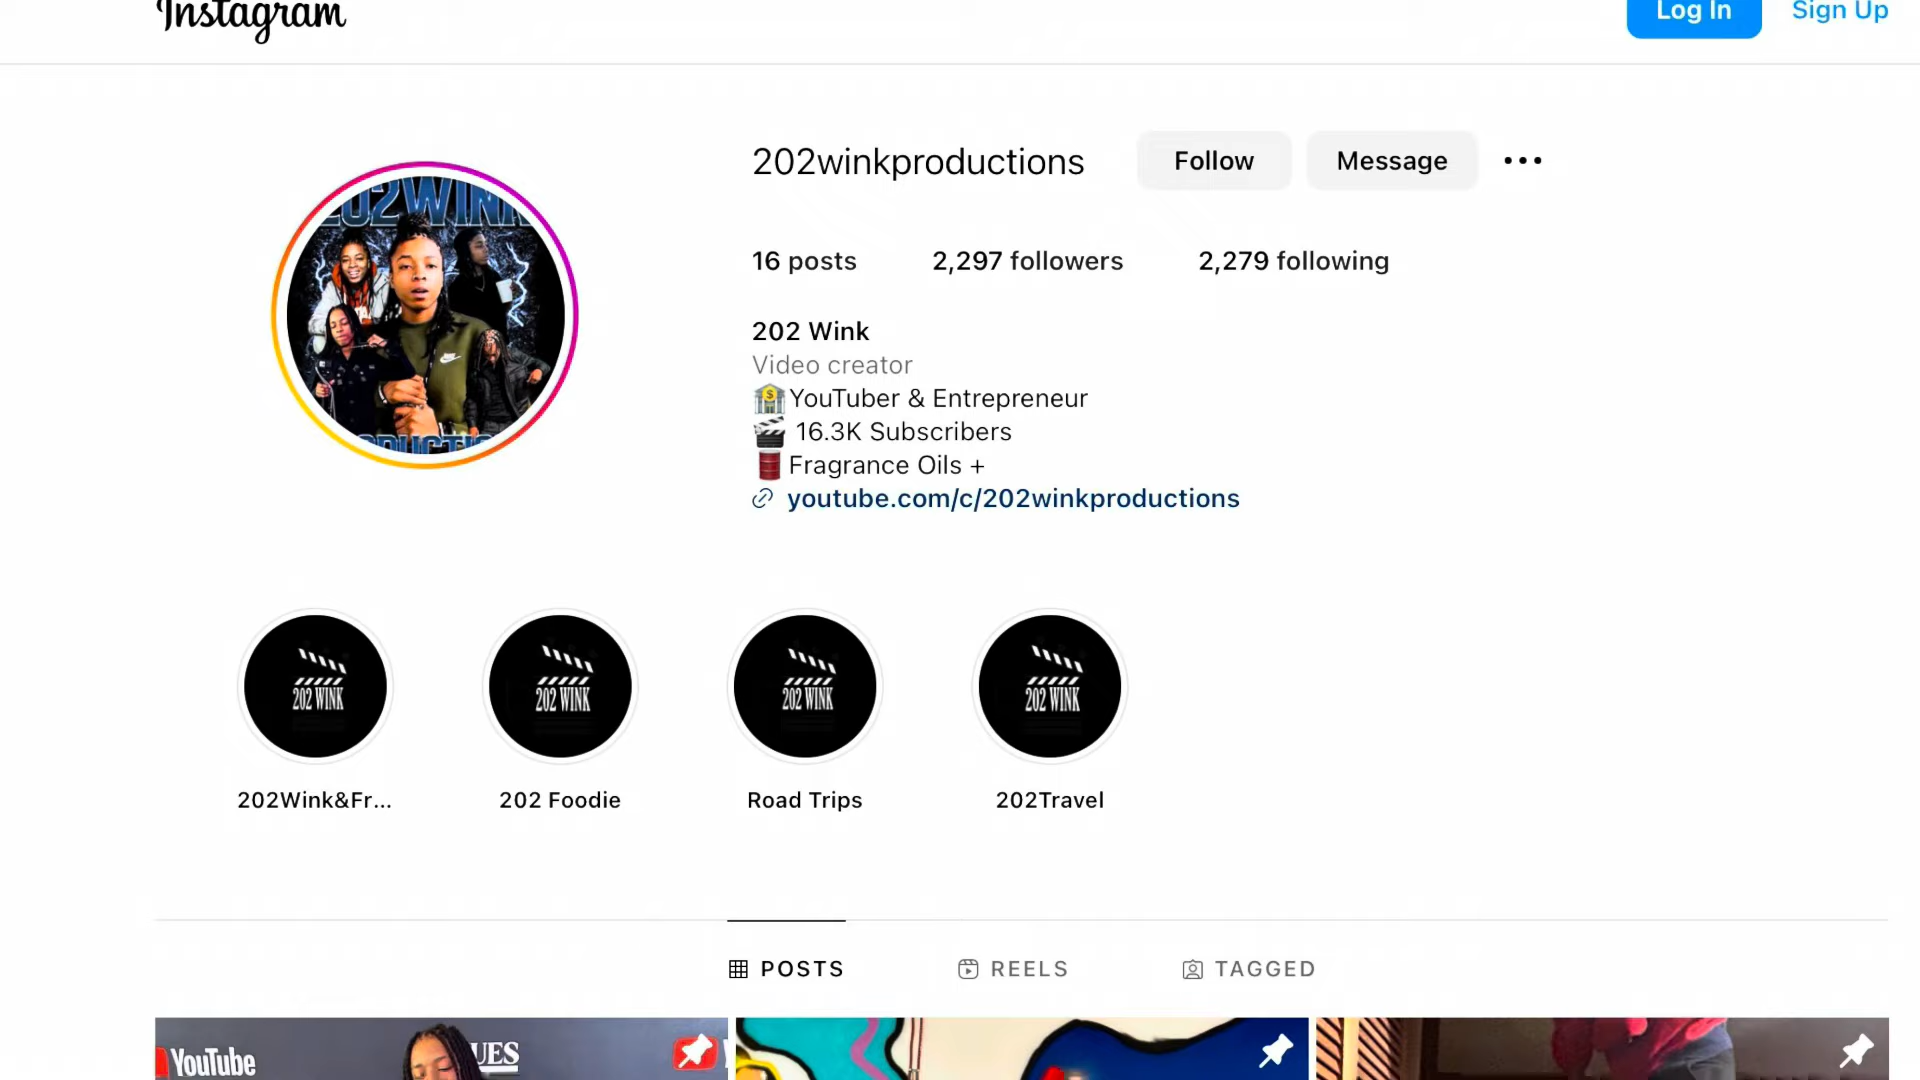 Instagram
Log In
Sign Up
202winkproductions
Follow
Message
16 posts
2,297 followers
2,279 following
202 Wink
Video creator
YouTuber & Entrepreneur
16.3K Subscribers
Fragrance Oils +
youtube.com/c/202winkproductions
202WINK
202 WINK
202 WINK
202 WINK
202 WINK
202Wink&Fr...
202 Foodie
Road Trips
202Travel
POSTS
REELS
TAGGED
YouTube